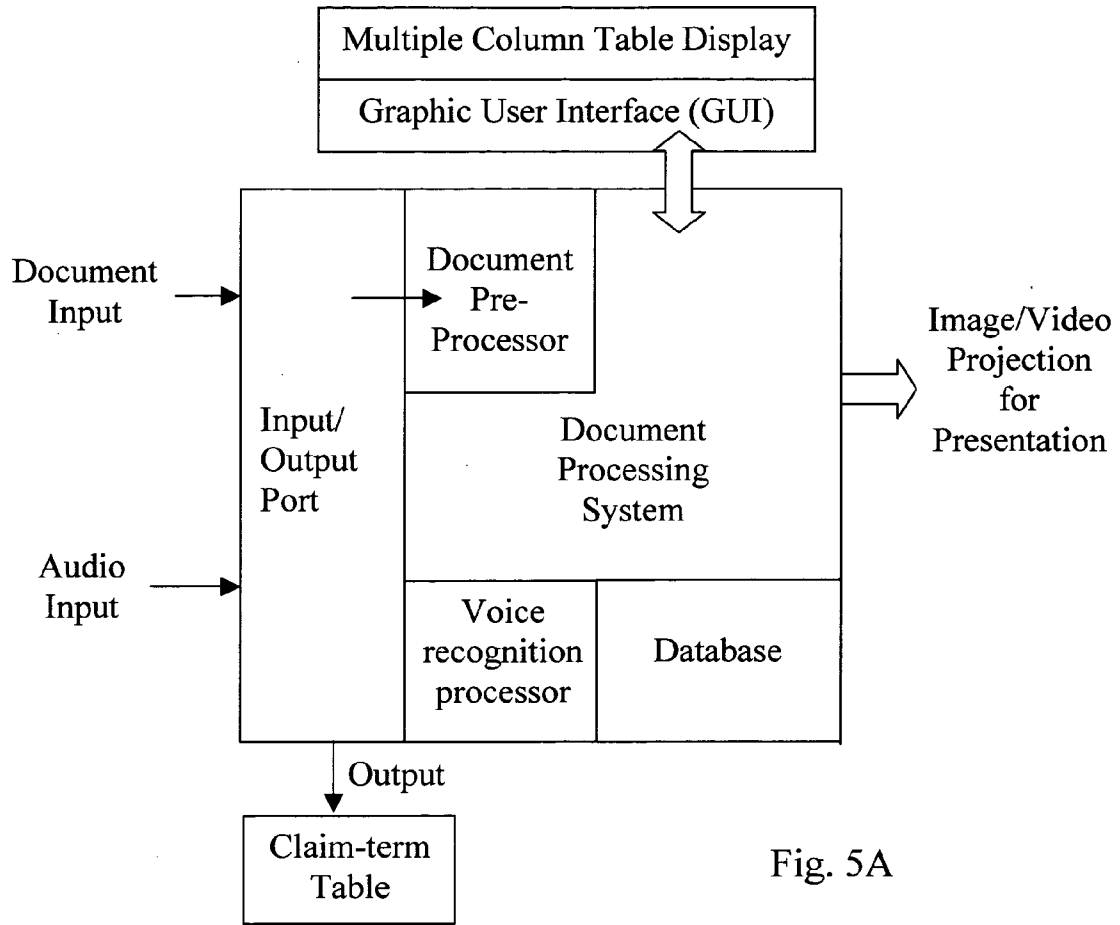 Multiple Column Table Display
Graphic User Interface (GUI)
Document
Input
Audio
Input
Input/
Output
Port
Document
Pre-
Processor
Document
Processing
System
Voice
recognition
processor
Database
Image/Video
Projection
for
Presentation
Output
Claim-term
Table
Fig. 5A